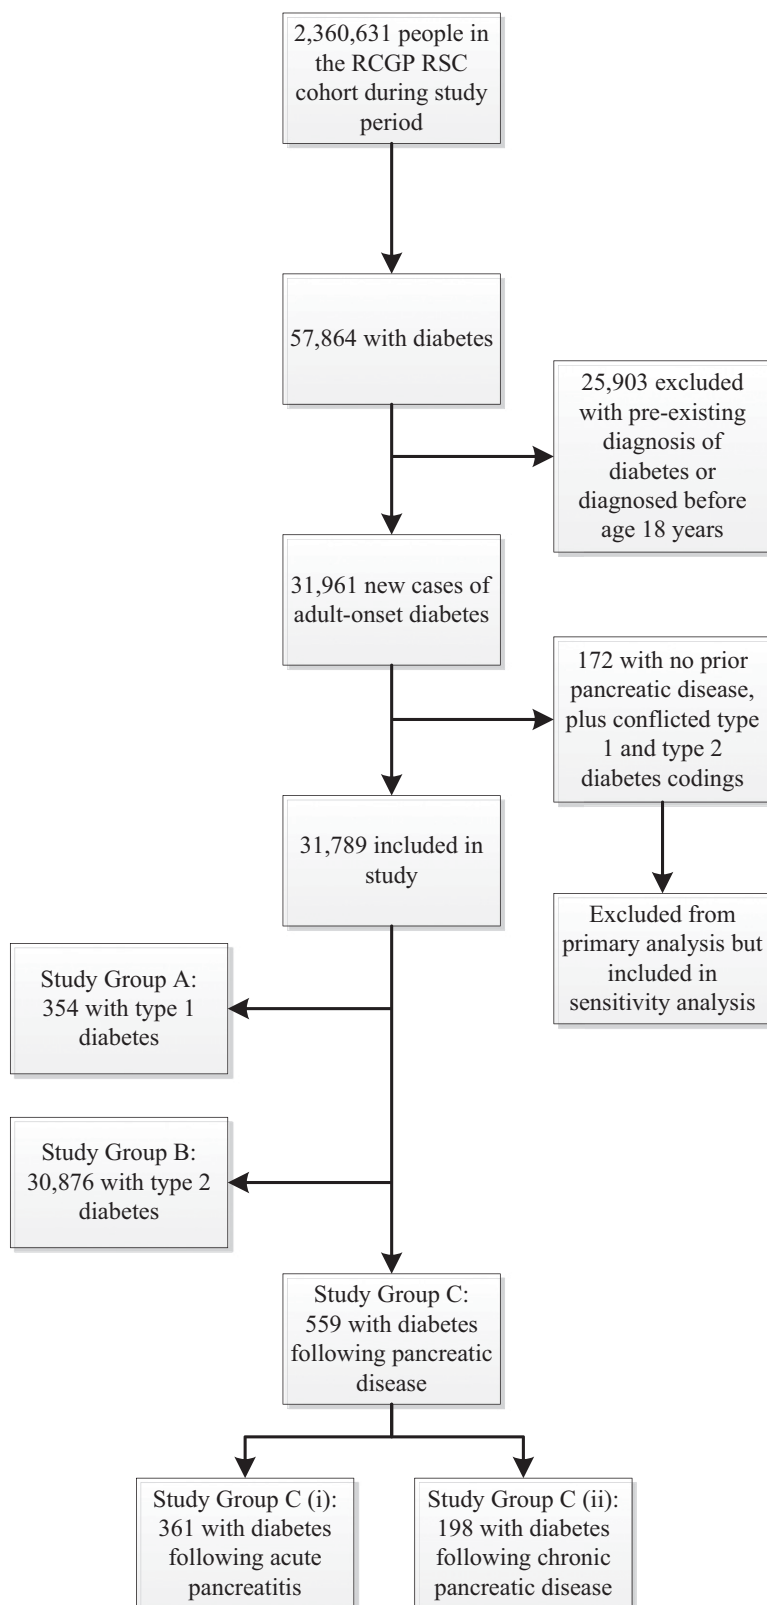 2,360,631 people in
the RCGP RSC
cohort during study
period
57,864 with diabetes
25,903 excluded
with pre-existing
diagnosis of
diabetes or
diagnosed before
age 18 years
31,961 new cases of
adult-onset diabetes
172 with no prior
pancreatic disease,
plus conflicted type
1 and type 2
diabetes codings
31,789 included in
study
Excluded from
primary analysis but
included in
sensitivity analysis
Study Group A:
354 with type 1
diabetes
Study Group B:
30,876 with type 2
diabetes
Study Group C:
559 with diabetes
following pancreatic
disease
Study Group C (i):
361 with diabetes
following acute
pancreatitis
Study Group C (ii):
198 with diabetes
following chronic
pancreatic disease